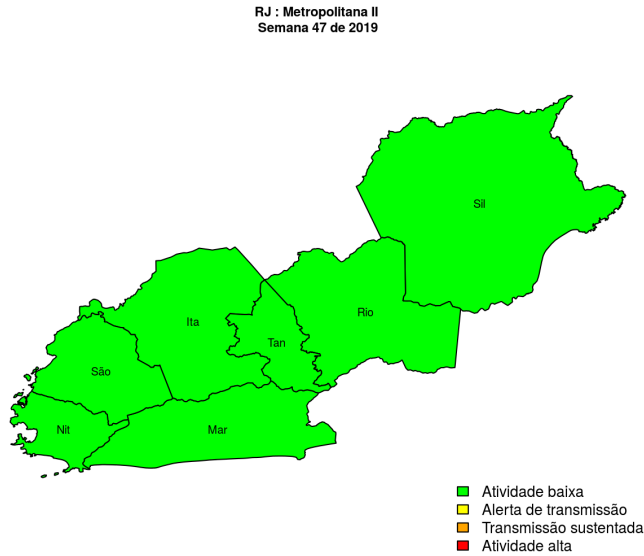 RJ : Metropolitana II
Semana 47 de 2019
Sil
Rio
Ita
Tan
São
Nit
Mar
Atividade baixa
Alerta de transmissão
Transmissão sustentada
Atividade alta